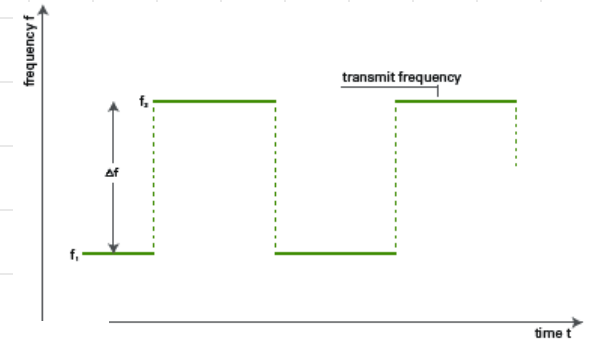 frequency f
transmit frequency
f₂
Δf
f₁
time t